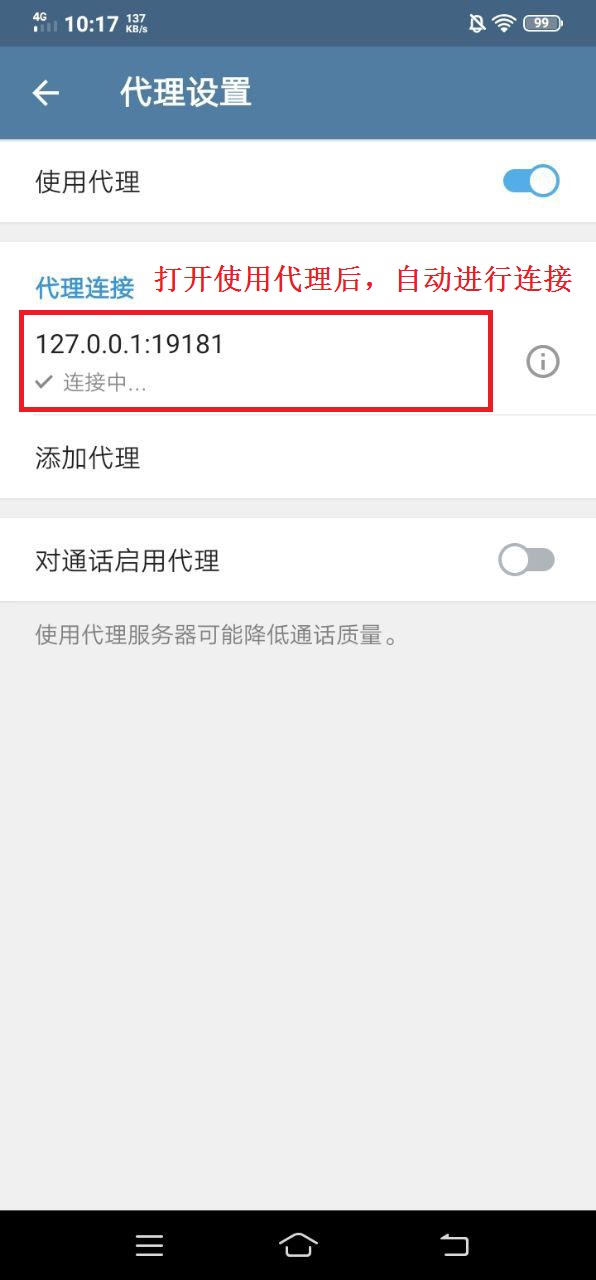 4G 10:17 137 KB/s 99
代理设置
使用代理
代理连接 打开使用代理后，自动进行连接
127.0.0.1:19181
连接中...
添加代理
对通话启用代理
使用代理服务器可能降低通话质量。